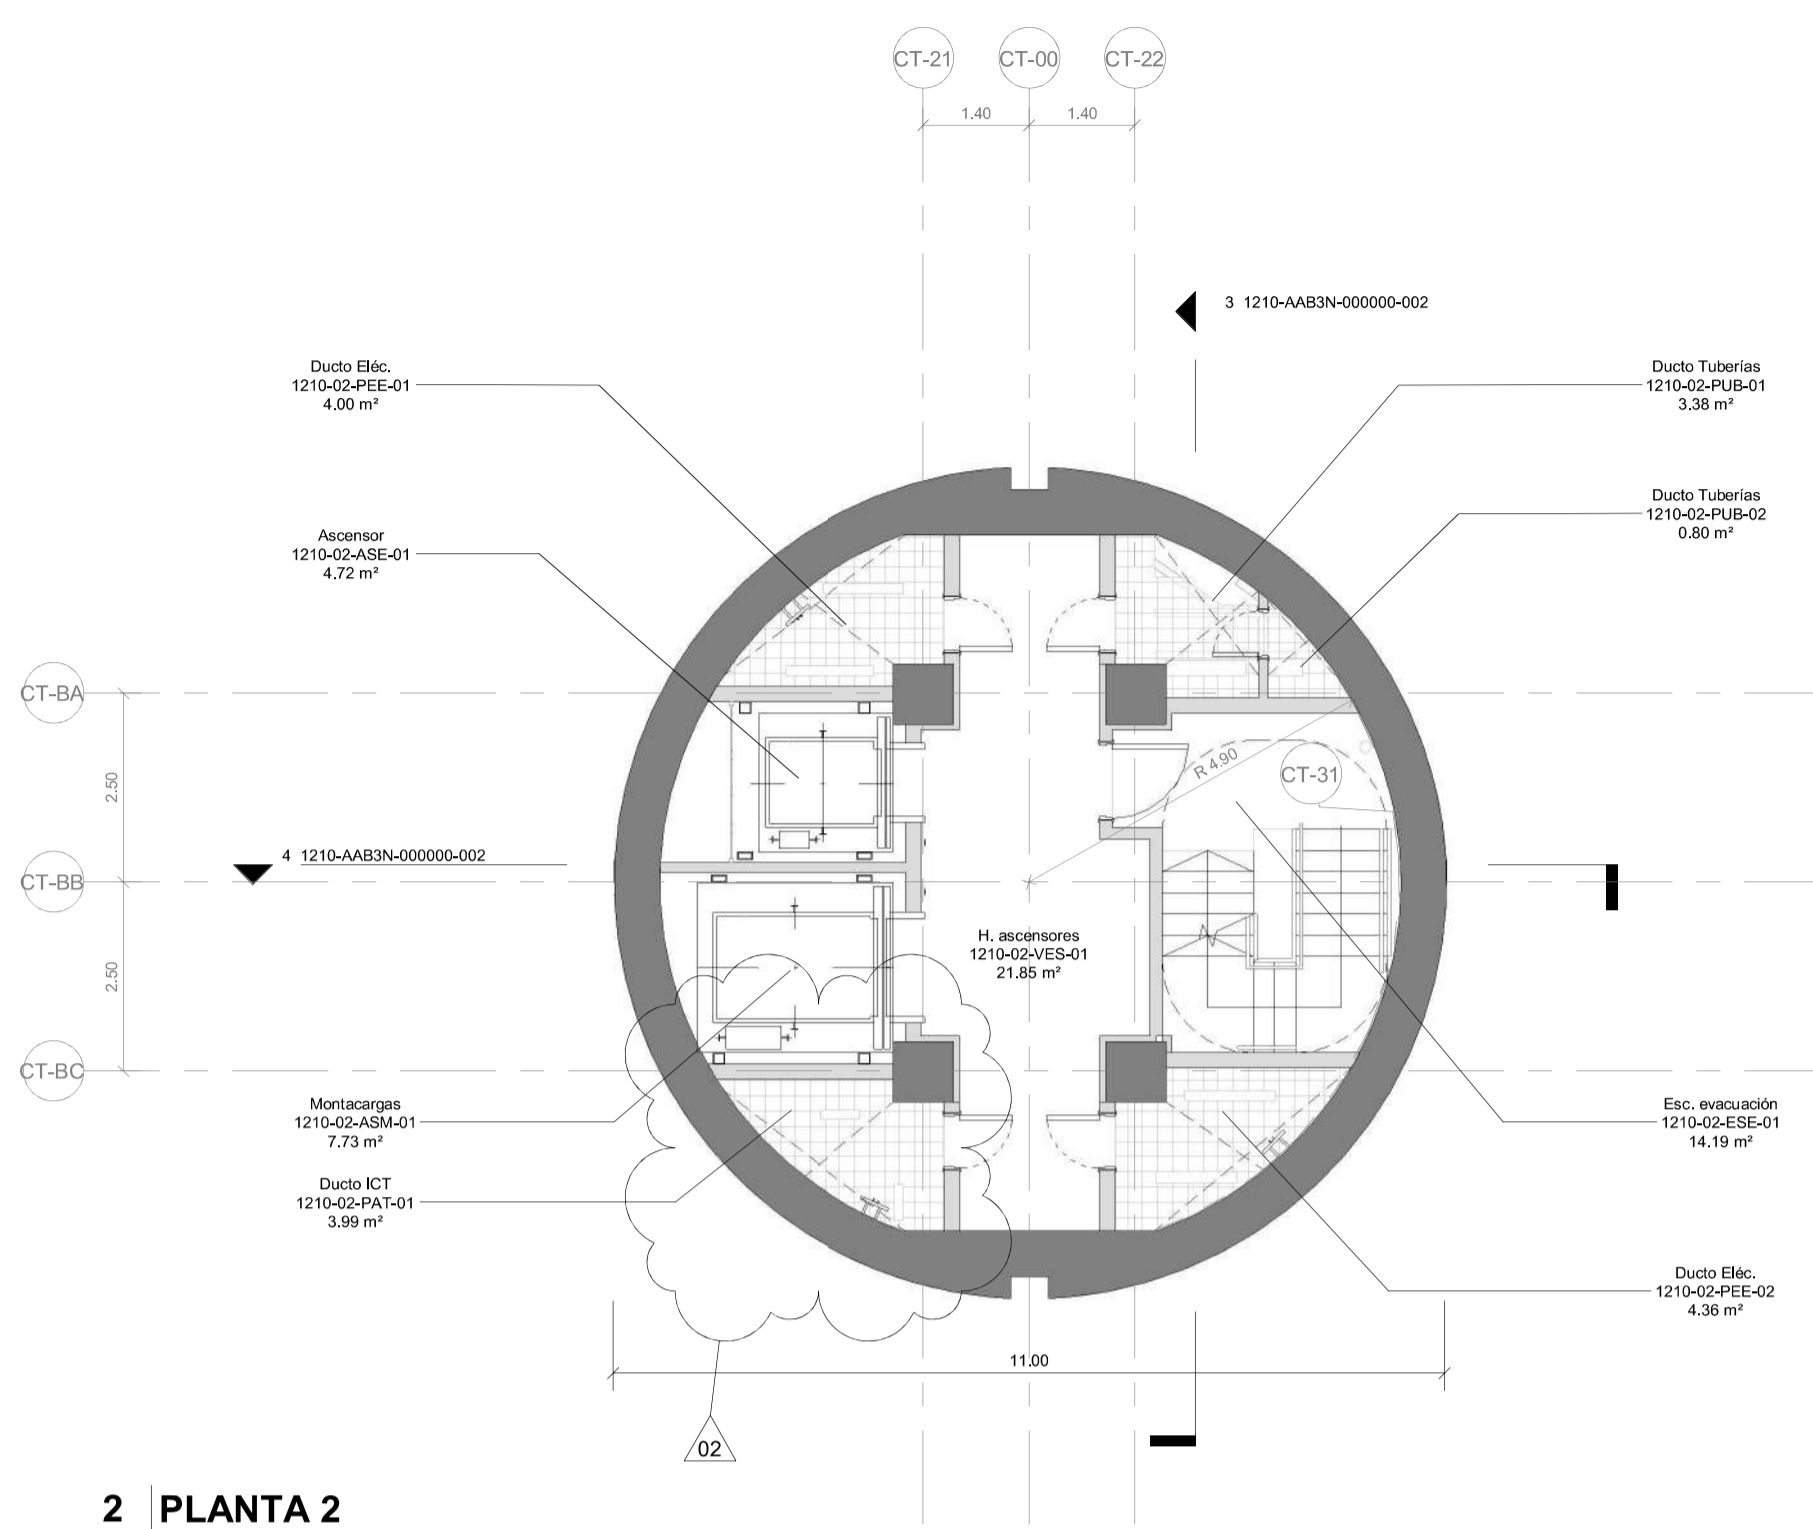 CT-21
CT-00
CT-22
1.40
1.40
3 1210-AAB3N-000000-002
Ducto Eléc.
1210-02-PEE-01
4.00 m²
Ducto Tuberías
1210-02-PUB-01
3.38 m²
Ducto Tuberías
1210-02-PUB-02
0.80 m²
Ascensor
1210-02-ASE-01
4.72 m²
CT-BA
2.50
R 4.90
CT-31
4 1210-AAB3N-000000-002
CT-BB
H. ascensores
1210-02-VES-01
21.85 m²
2.50
CT-BC
Montacargas
1210-02-ASM-01
7.73 m²
Esc. evacuación
1210-02-ESE-01
14.19 m²
Ducto ICT
1210-02-PAT-01
3.99 m²
Ducto Eléc.
1210-02-PEE-02
4.36 m²
11.00
02
2 PLANTA 2